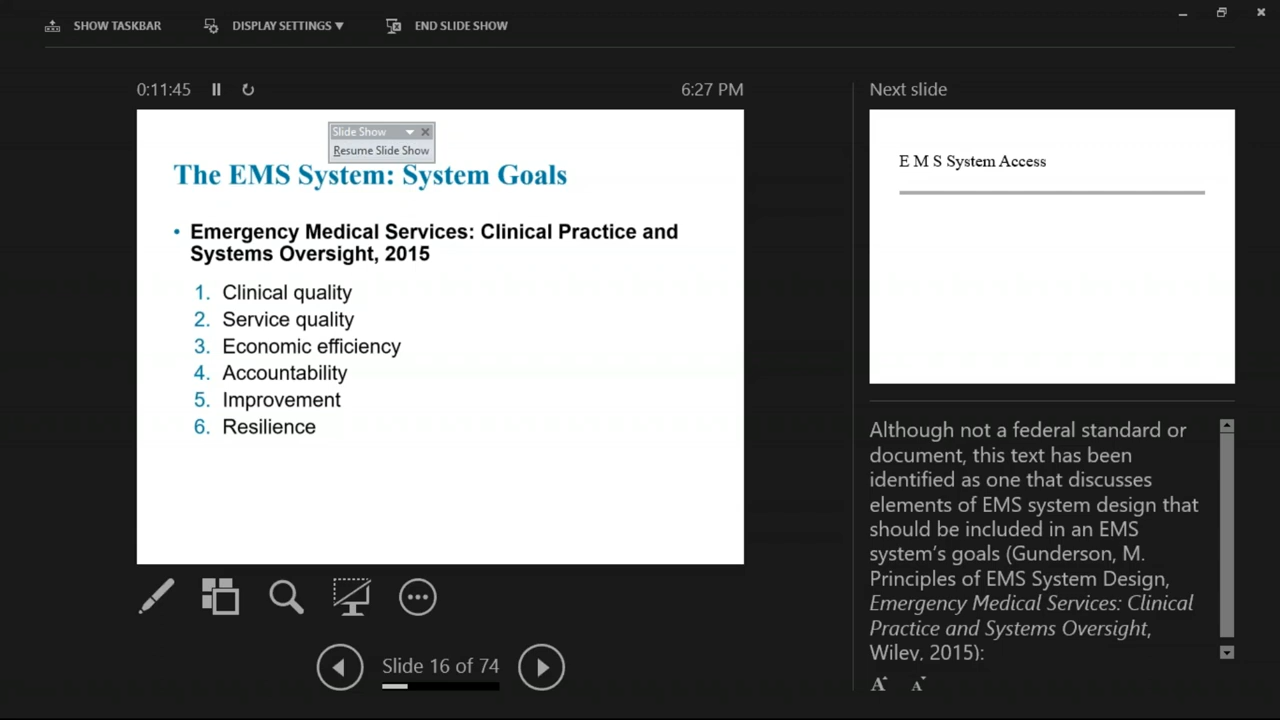 SHOW TASKBAR DISPLAY SETTINGS ▼ END SLIDE SHOW
0:11:45 6:27 PM
Slide Show
Resume Slide Show
The EMS System: System Goals
• Emergency Medical Services: Clinical Practice and
Systems Oversight, 2015
1. Clinical quality
2. Service quality
3. Economic efficiency
4. Accountability
5. Improvement
6. Resilience
Slide 16 of 74
Next slide
E M S System Access
Although not a federal standard or
document, this text has been
identified as one that discusses
elements of EMS system design that
should be included in an EMS
system's goals (Gunderson, M.
Principles of EMS System Design,
Emergency Medical Services: Clinical
Practice and Systems Oversight,
Wiley, 2015):
A A